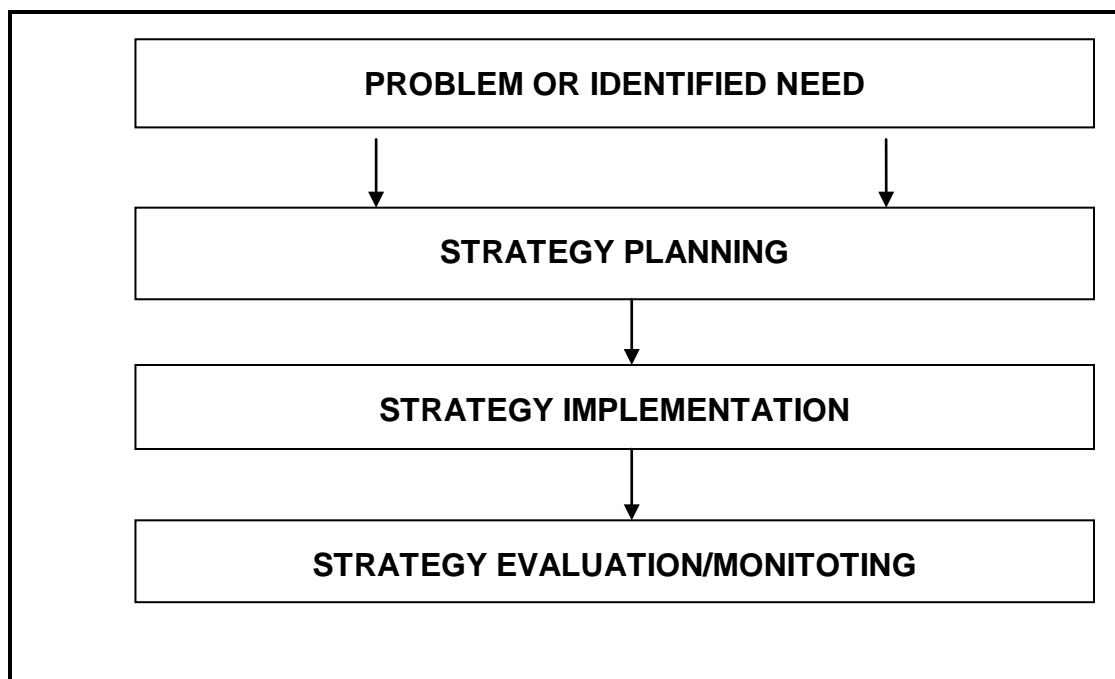 PROBLEM OR IDENTIFIED NEED
STRATEGY PLANNING
STRATEGY IMPLEMENTATION
STRATEGY EVALUATION/MONITOTING